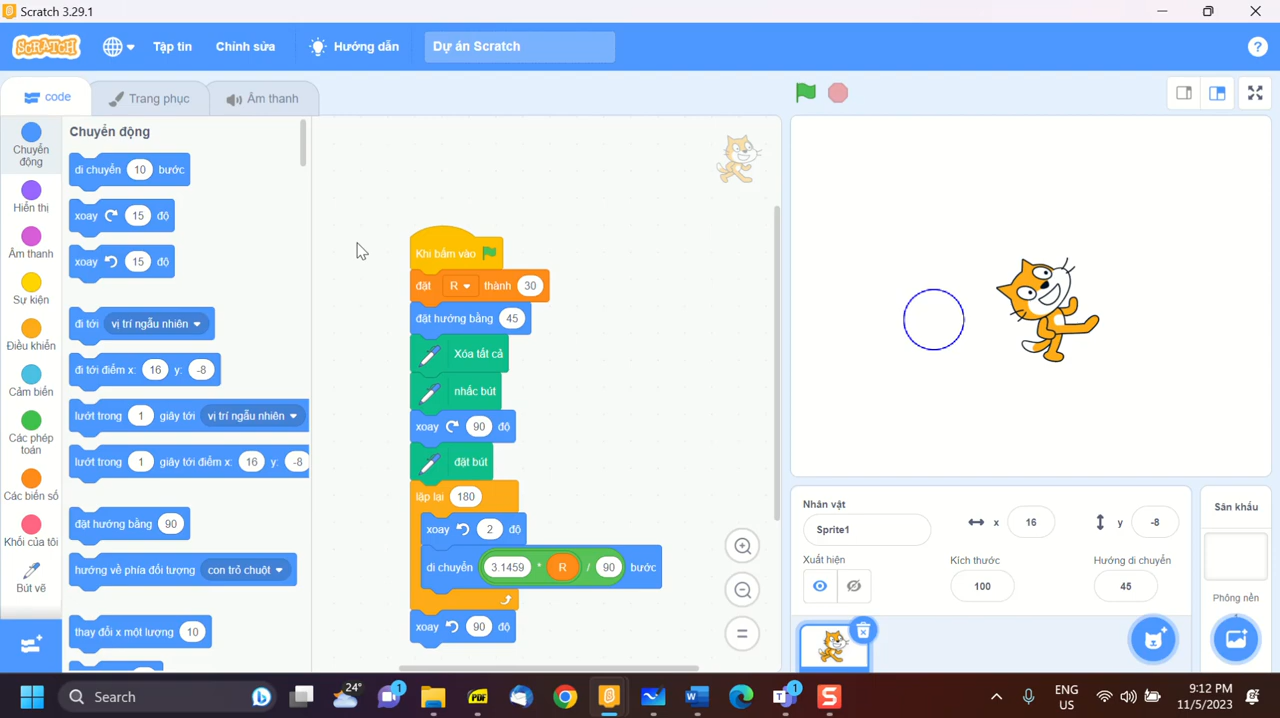 Scratch 3.29.1
SCRATCH
Tập tin
Chính sửa
Hướng dẫn
Dự án Scratch
?
code
Trang phục
Âm thanh
Chuyển động
Hiển thị
Âm thanh
Sự kiện
Điều khiển
Cảm biến
Các phép toán
Các biến số
Khối của tôi
Bút vẽ
Chuyển động
di chuyển 10 bước
xoay 15 độ
xoay 15 độ
đi tới vị trí ngẫu nhiên
đi tới điểm x: 16 y: -8
lướt trong 1 giây tới vị trí ngẫu nhiên
lướt trong 1 giây tới điểm x: 16 y: -8
đặt hướng bằng 90
hướng về phía đối tượng con trỏ chuột
thay đổi x một lượng 10
Khi bấm vào
đặt R thành 30
đặt hướng bằng 45
Xóa tất cả
nhấc bút
xoay 90 độ
đặt bút
lặp lại 180
xoay 2 độ
di chuyển 3.1459 * R / 90 bước
xoay 90 độ
Nhân vật
Sprite1
x 16
y -8
Xuất hiện
Kích thước
100
Hướng di chuyển
45
Sân khấu
Phông nền
Search
24°
1
PDF
W
T
1
S
ENG
US
9:12 PM
11/5/2023